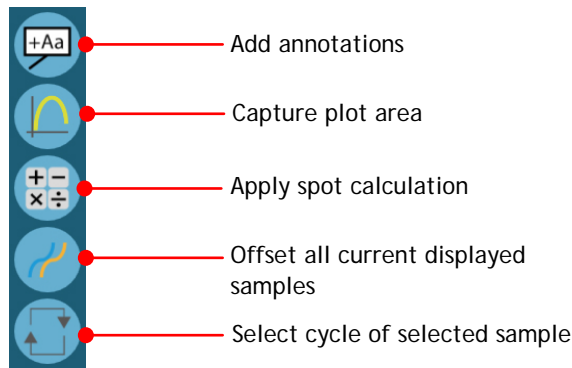 +Aa
Add annotations
Capture plot area
Apply spot calculation
Offset all current displayed
samples
Select cycle of selected sample